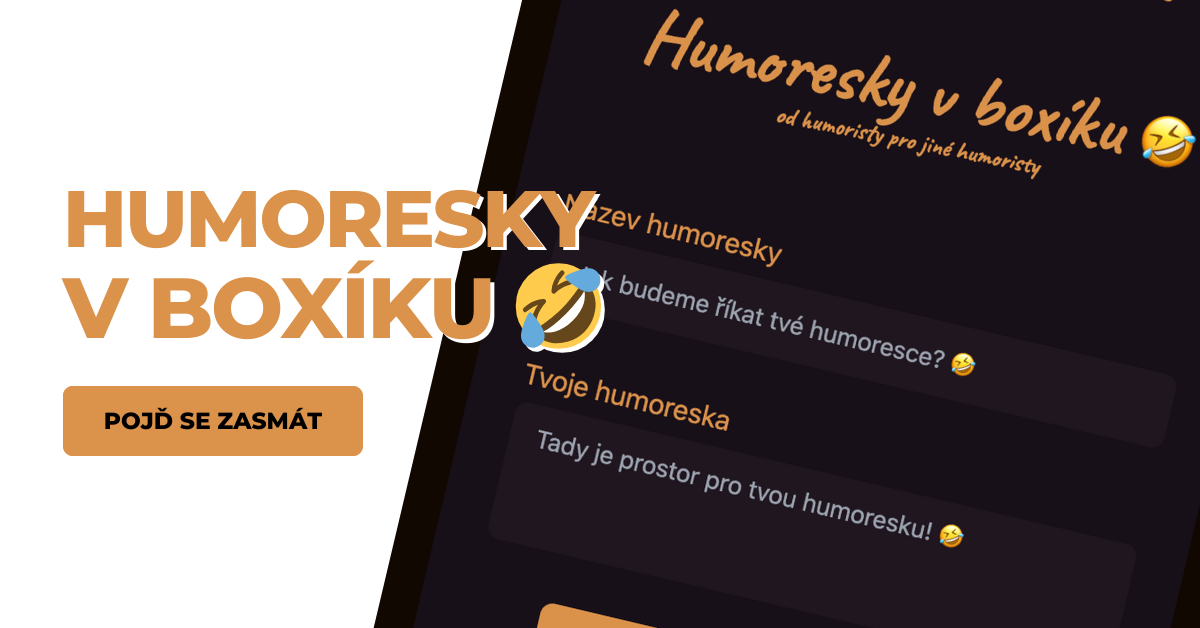 HUMORESKY
V BOXÍKU 🤣
POJĎ SE ZASMÁT
Humoresky v boxíku 🤣
od humoristy pro jiné humoristy
Název humoresky
budeme říkat tvé humoresce? 🤣
Tvoje humoreska
Tady je prostor pro tvou humoresku! 🤣